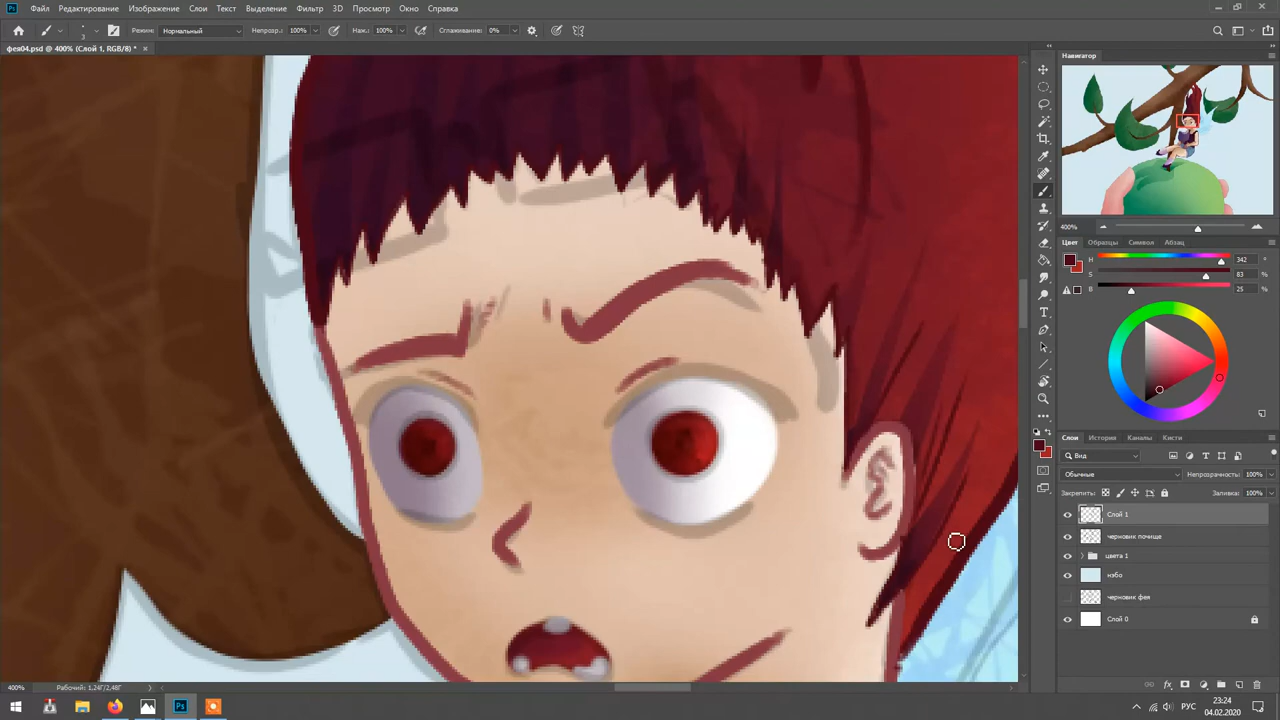 Ps Файл Редактирование Изображение Слои Текст Выделение Фильтр 3D Просмотр Окно Справка
3 Режим: Нормальный Непрозр.: 100% Наж.: 100% Сглаживание: 0%
фея04.psd @ 400% (Слой 1, RGB/8) * ×
Навигатор
400%
Цвет Образцы Символ Абзац
H 342 °
S 83 %
B 25 %
Слои История Каналы Кисти
Вид
Обычные Непрозрачность: 100%
Закрепить: Заливка: 100%
Слой 1
черновик почище
цвета 1
нэбо
черновик фея
Слой 0
400% Рабочий: 1,24Г/2,48Г
Ps РУС 23:24
04.02.2020